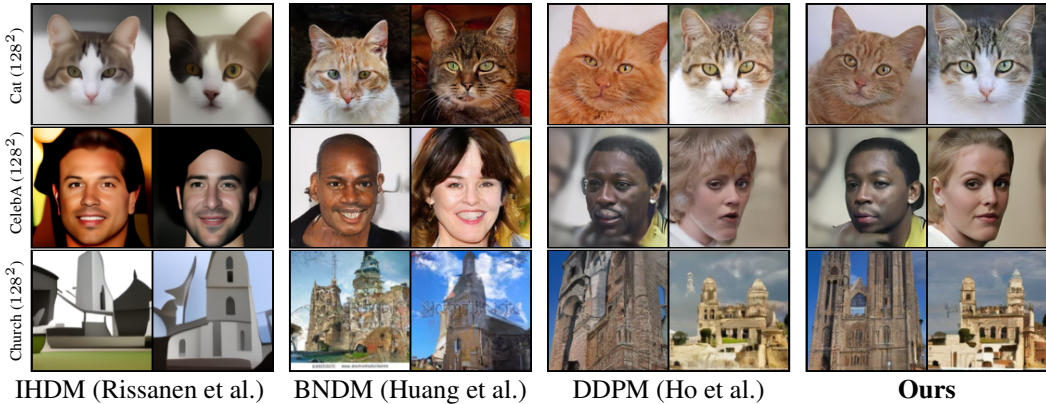 Cat (128²)
CelebA (128²)
Church (128²)
IHDM (Rissanen et al.)
BNDM (Huang et al.)
DDPM (Ho et al.)
Ours